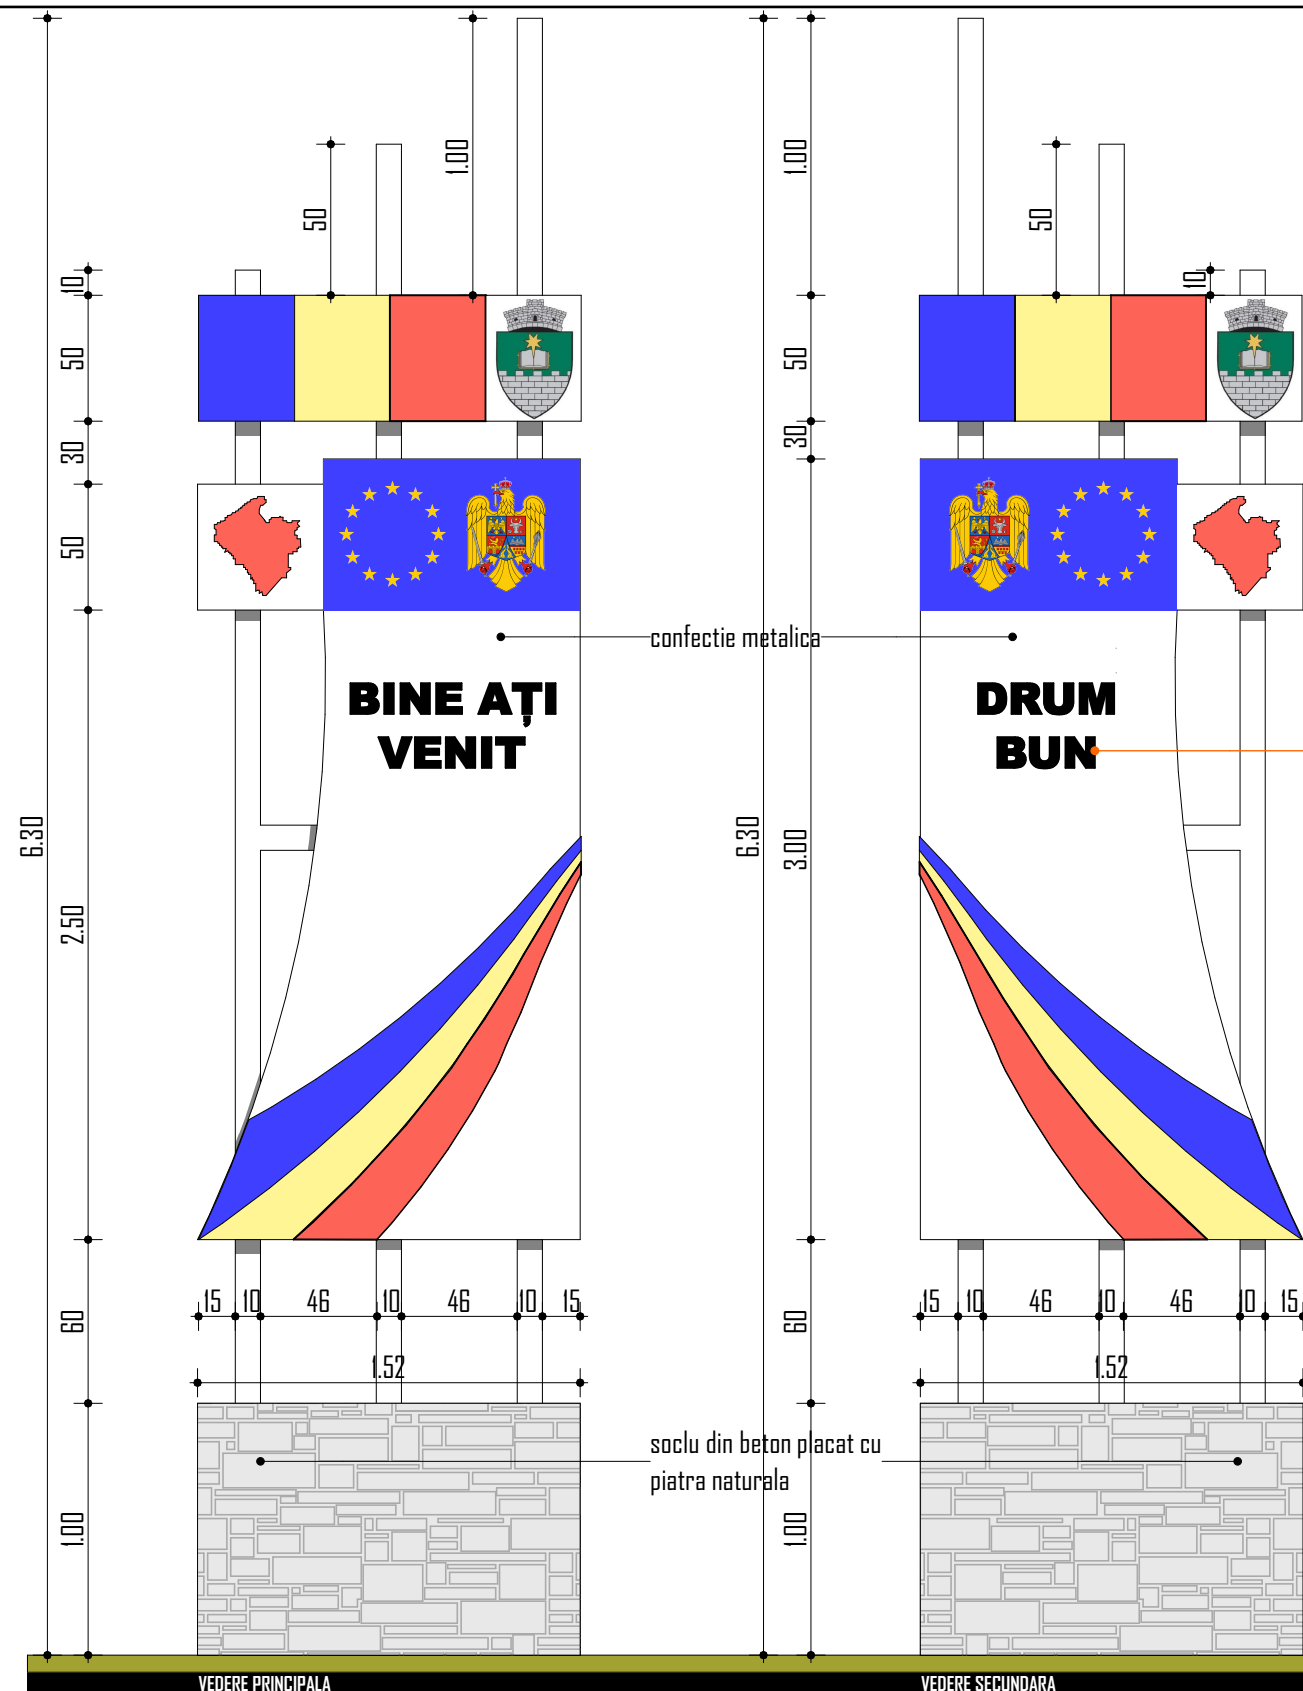 1.00
50
10
50
30
50
6.30
2.50
60
1.00
BINE AȚI
VENIT
15 10 46 10 46 10 15
1.52
VEDERE PRINCIPALA
confectie metalica
soclu din beton placat cu
piatra naturala
1.00
50
10
50
30
6.30
3.00
60
1.00
DRUM
BUN
15 10 46 10 46 10 15
1.52
VEDERE SECUNDARA